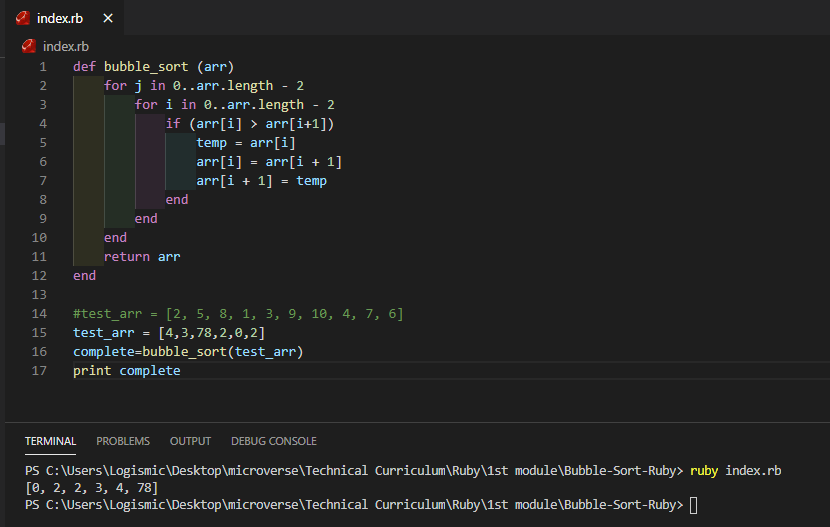 index.rb ×
index.rb
1 def bubble_sort (arr)
2 for j in 0..arr.length - 2
3 for i in 0..arr.length - 2
4 if (arr[i] > arr[i+1])
5 temp = arr[i]
6 arr[i] = arr[i + 1]
7 arr[i + 1] = temp
8 end
9 end
10 end
11 return arr
12 end
13
14 #test_arr = [2, 5, 8, 1, 3, 9, 10, 4, 7, 6]
15 test_arr = [4,3,78,2,0,2]
16 complete=bubble_sort(test_arr)
17 print complete
TERMINAL PROBLEMS OUTPUT DEBUG CONSOLE
PS C:\Users\Logismic\Desktop\microverse\Technical Curriculum\Ruby\1st module\Bubble-Sort-Ruby> ruby index.rb
[0, 2, 2, 3, 4, 78]
PS C:\Users\Logismic\Desktop\microverse\Technical Curriculum\Ruby\1st module\Bubble-Sort-Ruby>